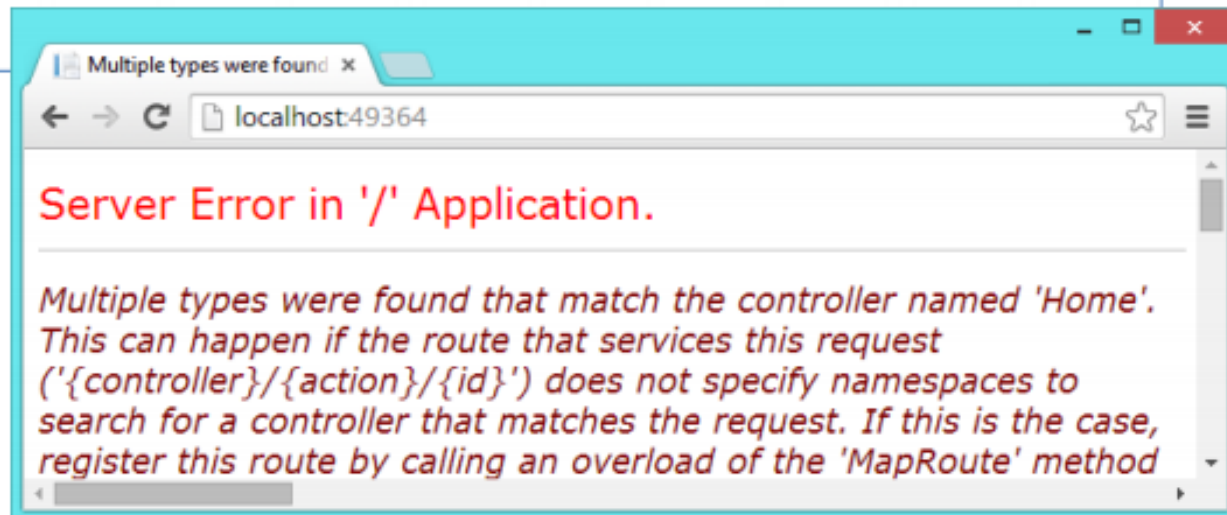 Multiple types were found
localhost:49364
Server Error in '/' Application.
Multiple types were found that match the controller named 'Home'.
This can happen if the route that services this request
('{controller}/{action}/{id}') does not specify namespaces to
search for a controller that matches the request. If this is the case,
register this route by calling an overload of the 'MapRoute' method